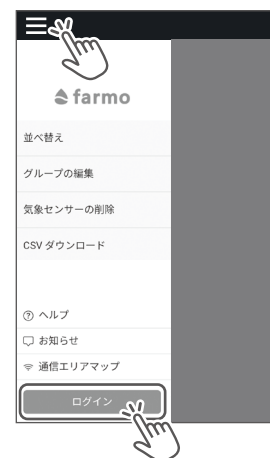 farmo
並べ替え
グループの編集
気象センサーの削除
CSV ダウンロード
ヘルプ
お知らせ
通信エリアマップ
ログイン